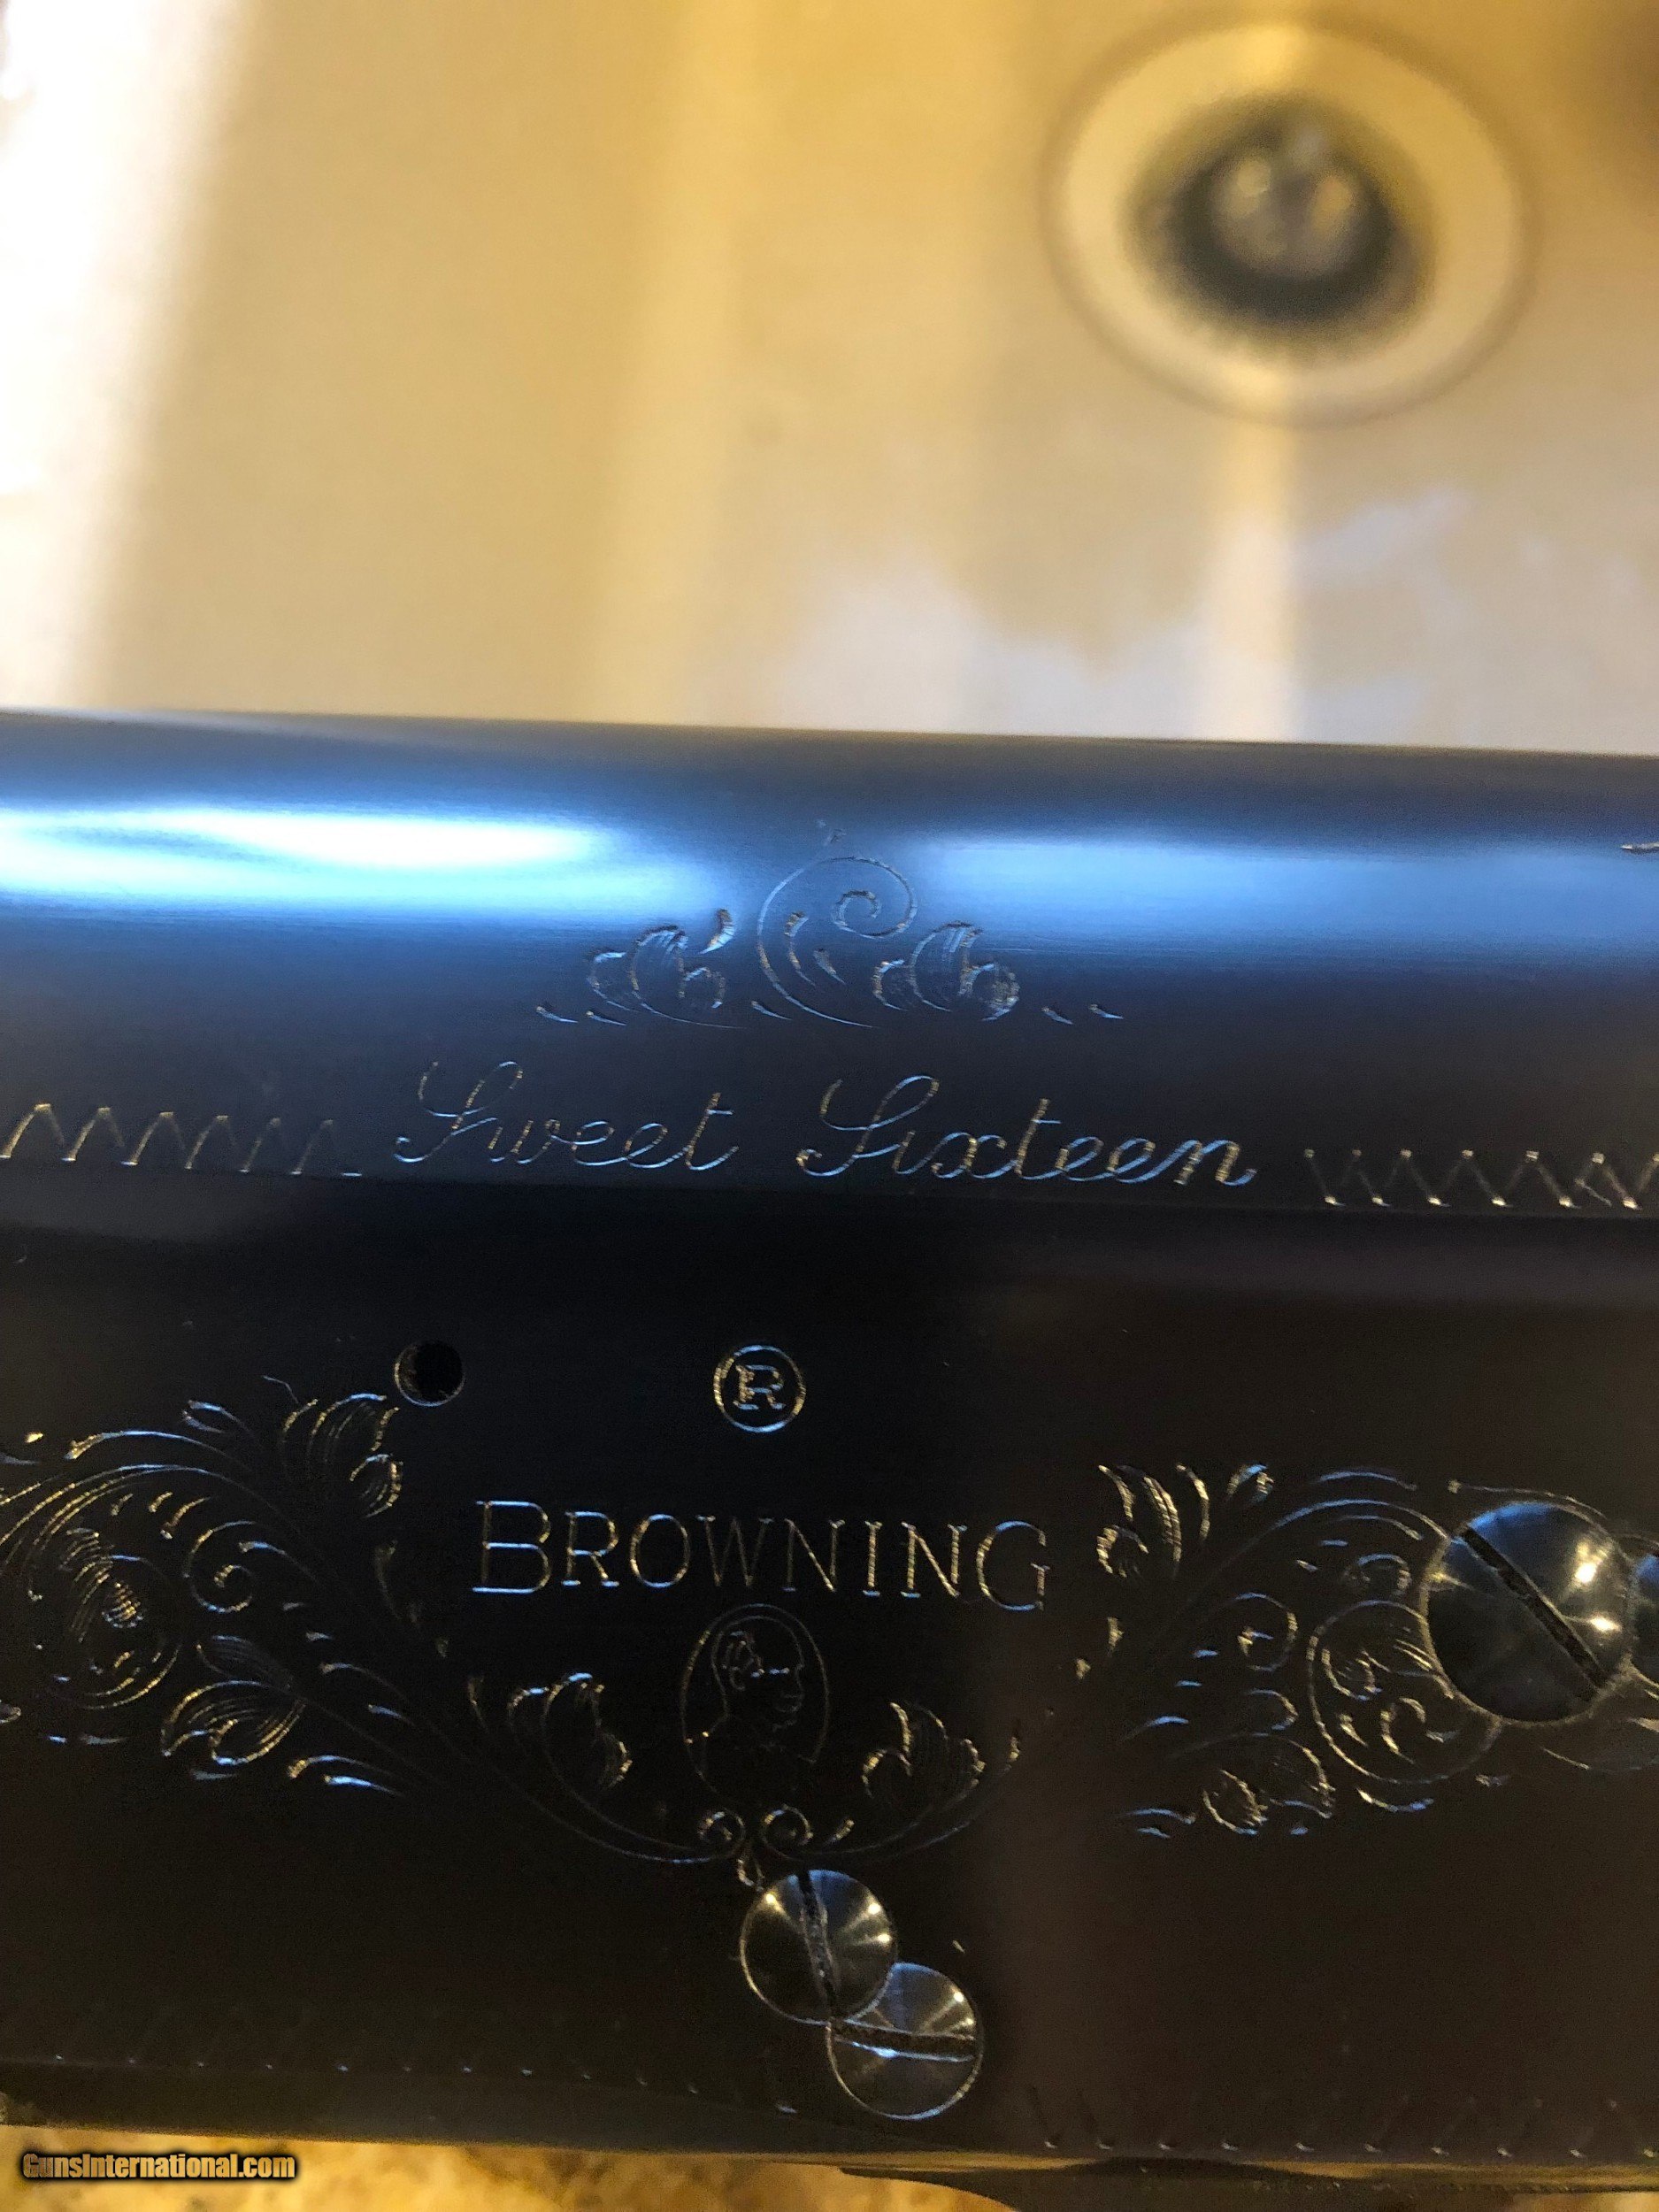 Sweet Sixteen
®
BROWNING
GunsInternational.com